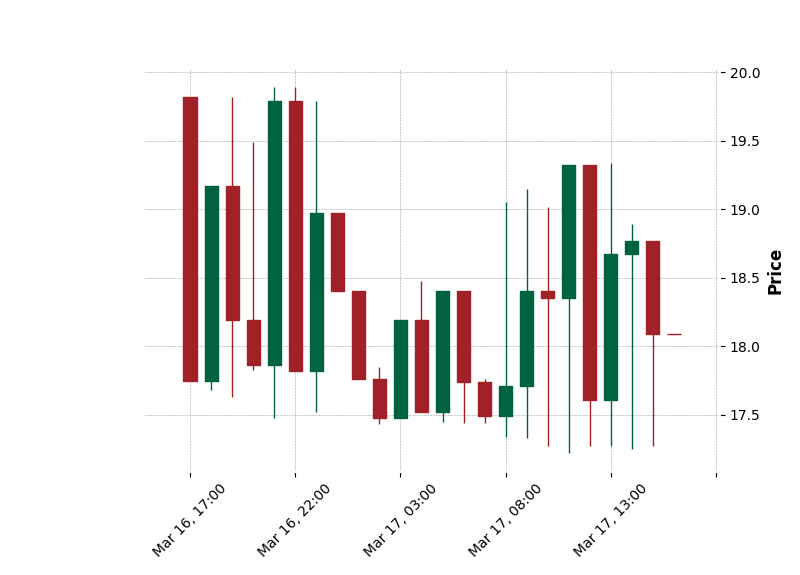 20.0
19.5
19.0
18.5
18.0
17.5
Price
Mar 16, 17:00
Mar 16, 22:00
Mar 17, 03:00
Mar 17, 08:00
Mar 17, 13:00